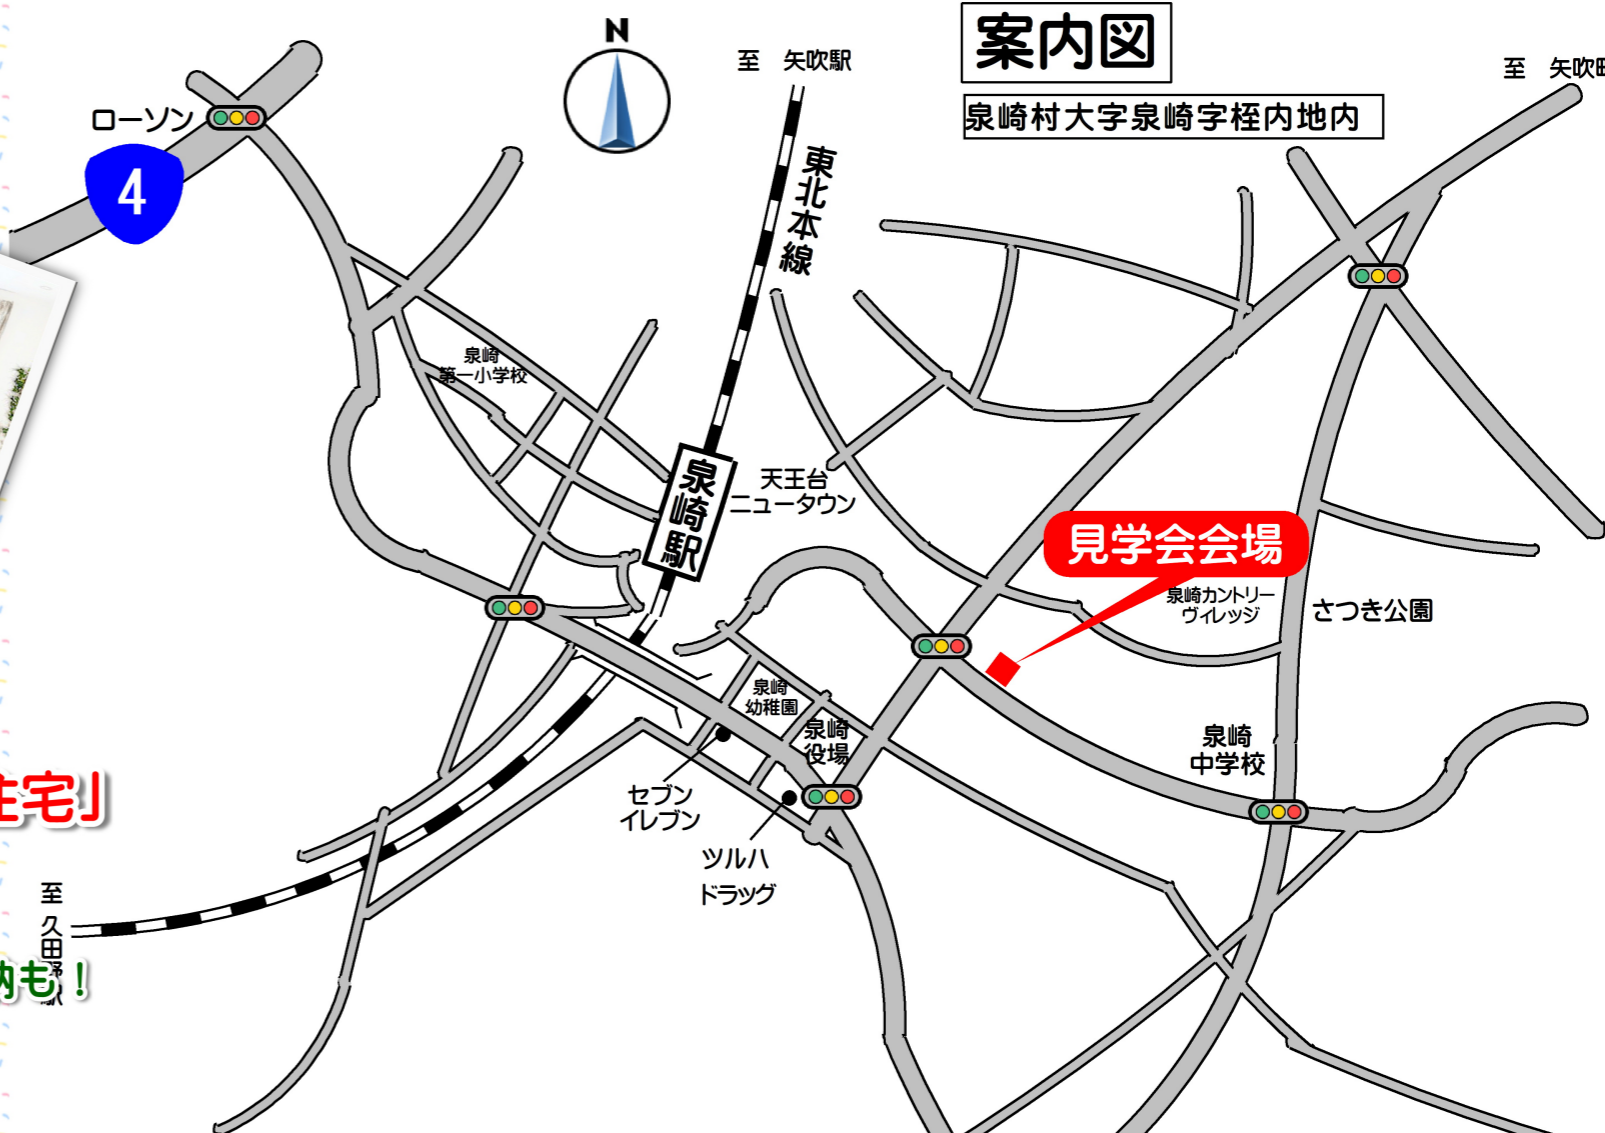 案内図
泉崎村大字泉崎字桎内地内
N
至 矢吹駅
至 矢吹町
ローソン
4
東北本線
泉崎
第一小学校
泉崎駅
天王台
ニュータウン
見学会会場
泉崎カントリー
ヴィレッジ
さつき公園
泉崎
幼稚園
泉崎
役場
泉崎
中学校
セブン
イレブン
ツルハ
ドラッグ
住宅」
至 久田野駅
納も！